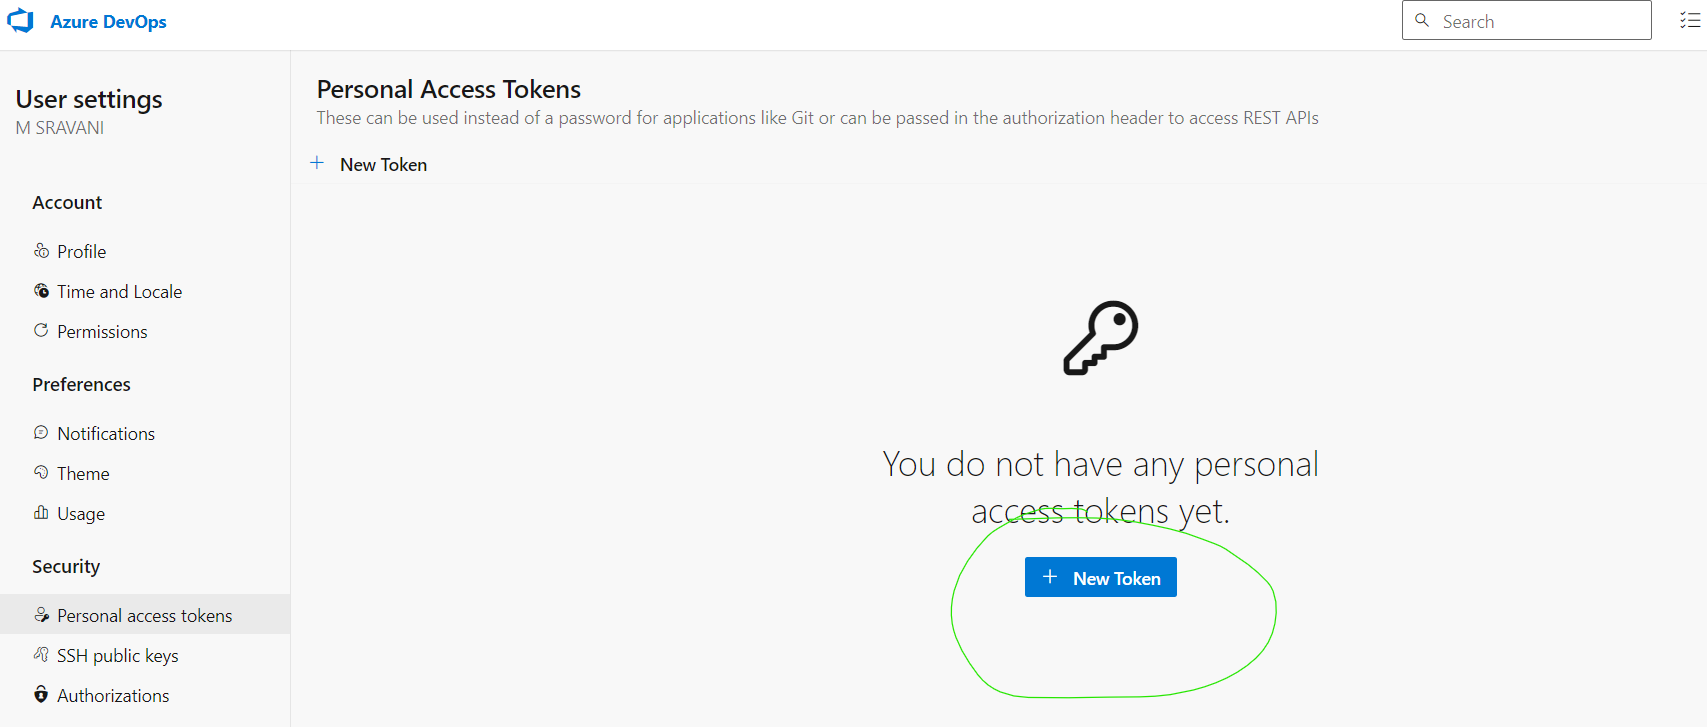 Azure DevOps
Search
User settings
M SRAVANI
Account
Profile
Time and Locale
Permissions
Preferences
Notifications
Theme
Usage
Security
Personal access tokens
SSH public keys
Authorizations
Personal Access Tokens
These can be used instead of a password for applications like Git or can be passed in the authorization header to access REST APIs
New Token
You do not have any personal
access tokens yet.
New Token